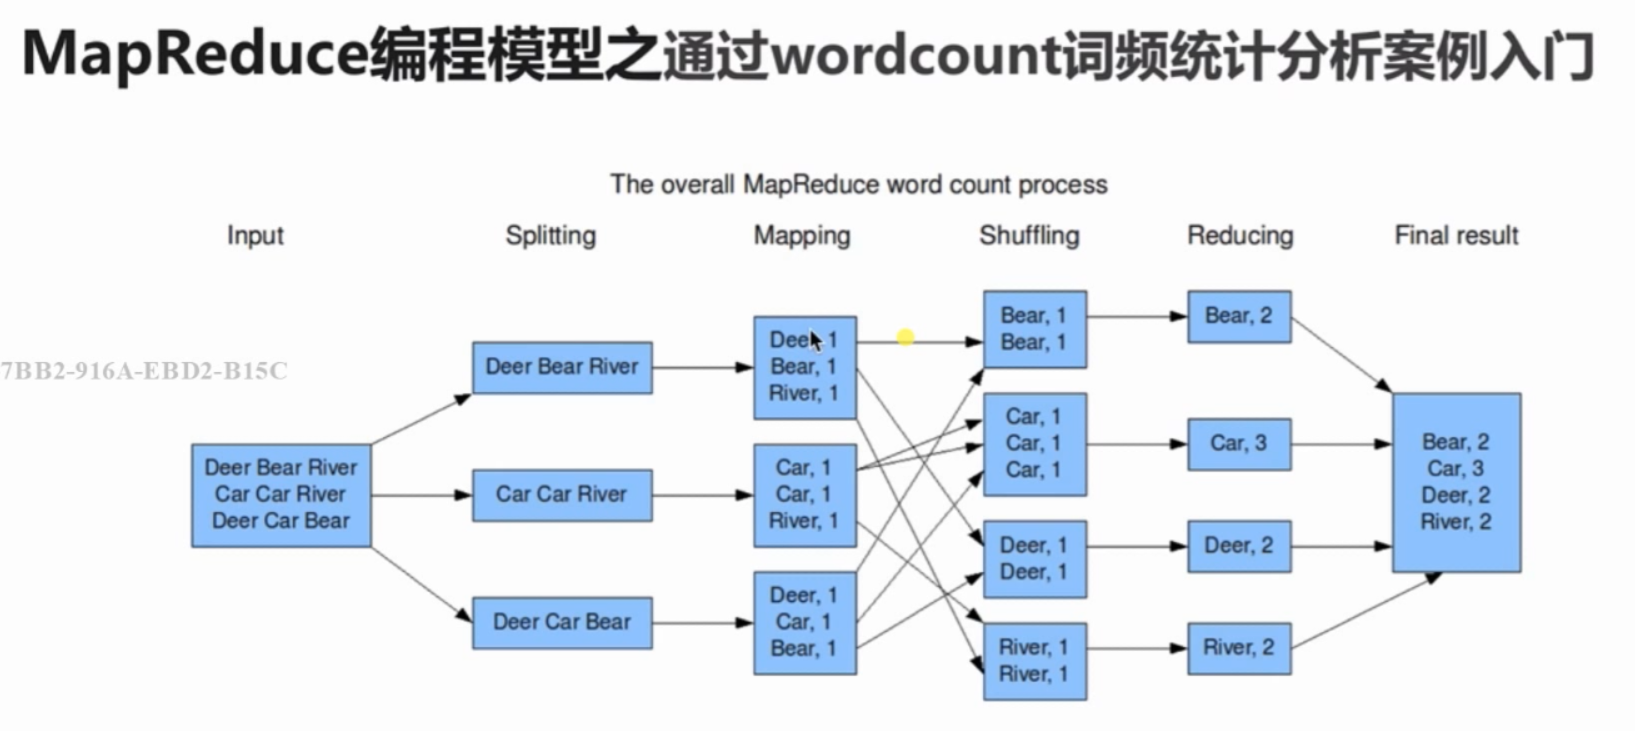 MapReduce编程模型之通过wordcount词频统计分析案例入门
The overall MapReduce word count process
Input
Splitting
Mapping
Shuffling
Reducing
Final result
7BB2-916A-EBD2-B15C
Deer Bear River
Car Car River
Deer Car Bear
Deer Bear River
Car Car River
Deer Car Bear
Deer, 1
Bear, 1
River, 1
Car, 1
Car, 1
River, 1
Deer, 1
Car, 1
Bear, 1
Bear, 1
Bear, 1
Car, 1
Car, 1
Car, 1
Deer, 1
Deer, 1
River, 1
River, 1
Bear, 2
Car, 3
Deer, 2
River, 2
Bear, 2
Car, 3
Deer, 2
River, 2